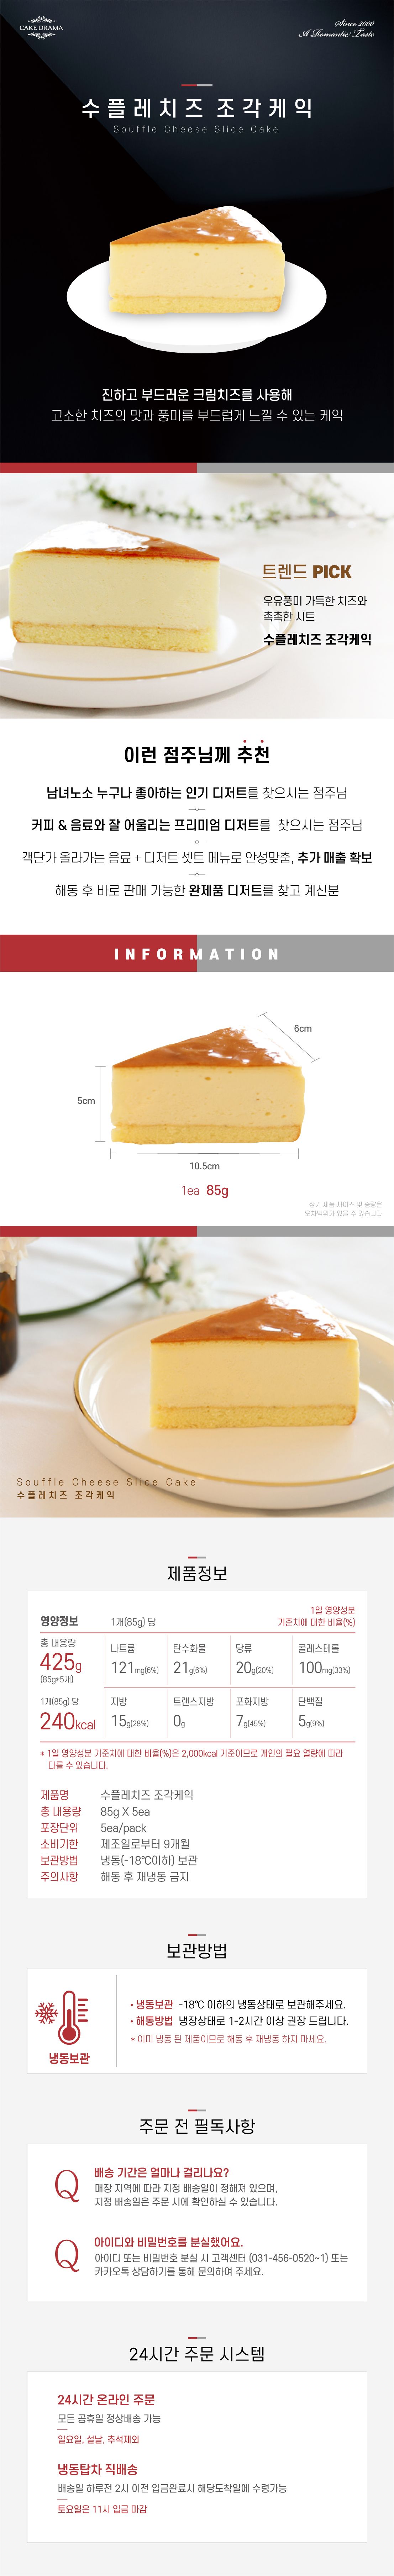 CAKE DRAMA
Since 2000
A Romantic Taste
수플레치즈 조각케익
Souffle Cheese Slice Cake
진하고 부드러운 크림치즈를 사용해
고소한 치즈의 맛과 풍미를 부드럽게 느낄 수 있는 케익
트렌드 PICK
우유풍미 가득한 치즈와
촉촉한 시트
수플레치즈 조각케익
이런 점주님께 추천
남녀노소 누구나 좋아하는 인기 디저트를 찾으시는 점주님
커피 & 음료와 잘 어울리는 프리미엄 디저트를 찾으시는 점주님
객단가 올라가는 음료 + 디저트 셋트 메뉴로 안성맞춤, 추가 매출 확보
해동 후 바로 판매 가능한 완제품 디저트를 찾고 계신분
INFORMATION
6cm
5cm
10.5cm
1ea 85g
상기 제품 사이즈 및 중량은
오차범위가 있을 수 있습니다
Souffle Cheese Slice Cake
수플레치즈 조각케익
제품정보
영양정보 1개(85g) 당
1일 영양성분
기준치에 대한 비율(%)
총 내용량
425g
(85g*5개)
나트륨 탄수화물 당류 콜레스테롤
121mg(6%) 21g(6%) 20g(20%) 100mg(33%)
1개(85g) 당
240kcal
지방 트랜스지방 포화지방 단백질
15g(28%) 0g 7g(45%) 5g(9%)
* 1일 영양성분 기준치에 대한 비율(%)은 2,000kcal 기준이므로 개인의 필요 열량에 따라
다를 수 있습니다.
제품명 수플레치즈 조각케익
총 내용량 85g X 5ea
포장단위 5ea/pack
소비기한 제조일로부터 9개월
보관방법 냉동(-18℃이하) 보관
주의사항 해동 후 재냉동 금지
보관방법
냉동보관
• 냉동보관 -18℃ 이하의 냉동상태로 보관해주세요.
• 해동방법 냉장상태로 1-2시간 이상 권장 드립니다.
* 이미 냉동 된 제품이므로 해동 후 재냉동 하지 마세요.
주문 전 필독사항
Q
배송 기간은 얼마나 걸리나요?
매장 지역에 따라 지정 배송일이 정해져 있으며,
지정 배송일은 주문 시에 확인하실 수 있습니다.
Q
아이디와 비밀번호를 분실했어요.
아이디 또는 비밀번호 분실 시 고객센터 (031-456-0520~1) 또는
카카오톡 상담하기를 통해 문의하여 주세요.
24시간 주문 시스템
24시간 온라인 주문
모든 공휴일 정상배송 가능
일요일, 설날, 추석제외
냉동탑차 직배송
배송일 하루전 2시 이전 입금완료시 해당도착일에 수령가능
토요일은 11시 입금 마감